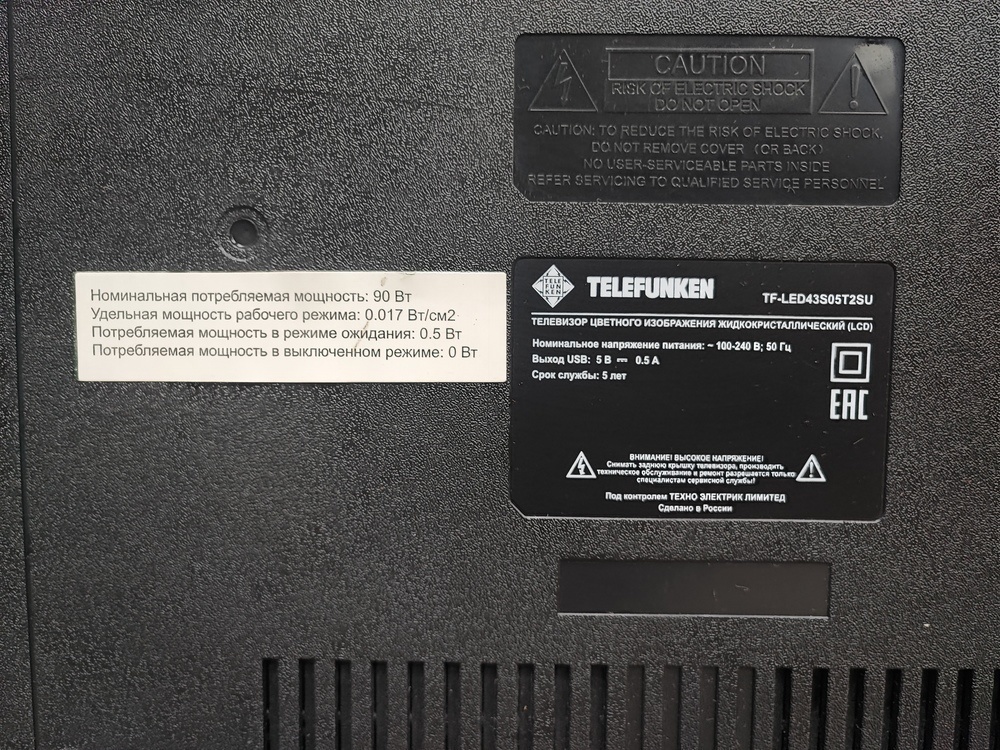 CAUTION
RISK OF ELECTRIC SHOCK
DO NOT OPEN
CAUTION: TO REDUCE THE RISK OF ELECTRIC SHOCK,
DO NOT REMOVE COVER (OR BACK)
NO USER-SERVICEABLE PARTS INSIDE
REFER SERVICING TO QUALIFIED SERVICE PERSONNEL
Номинальная потребляемая мощность: 90 Вт
Удельная мощность рабочего режима: 0.017 Вт/см2
Потребляемая мощность в режиме ожидания: 0.5 Вт
Потребляемая мощность в выключенном режиме: 0 Вт
TELE
FUN
KEN
TELEFUNKEN
TF-LED43S05T2SU
ТЕЛЕВИЗОР ЦВЕТНОГО ИЗОБРАЖЕНИЯ ЖИДКОКРИСТАЛЛИЧЕСКИЙ (LCD)
Номинальное напряжение питания: ~ 100-240 В; 50 Гц
Выход USB: 5 В ⎓ 0.5 А
Срок службы: 5 лет
EAC
ВНИМАНИЕ! ВЫСОКОЕ НАПРЯЖЕНИЕ!
Снимать заднюю крышку телевизора, производить
техническое обслуживание и ремонт разрешается только
специалистам сервисной службы!
Под контролем ТЕХНО ЭЛЕКТРИК ЛИМИТЕД
Сделано в России